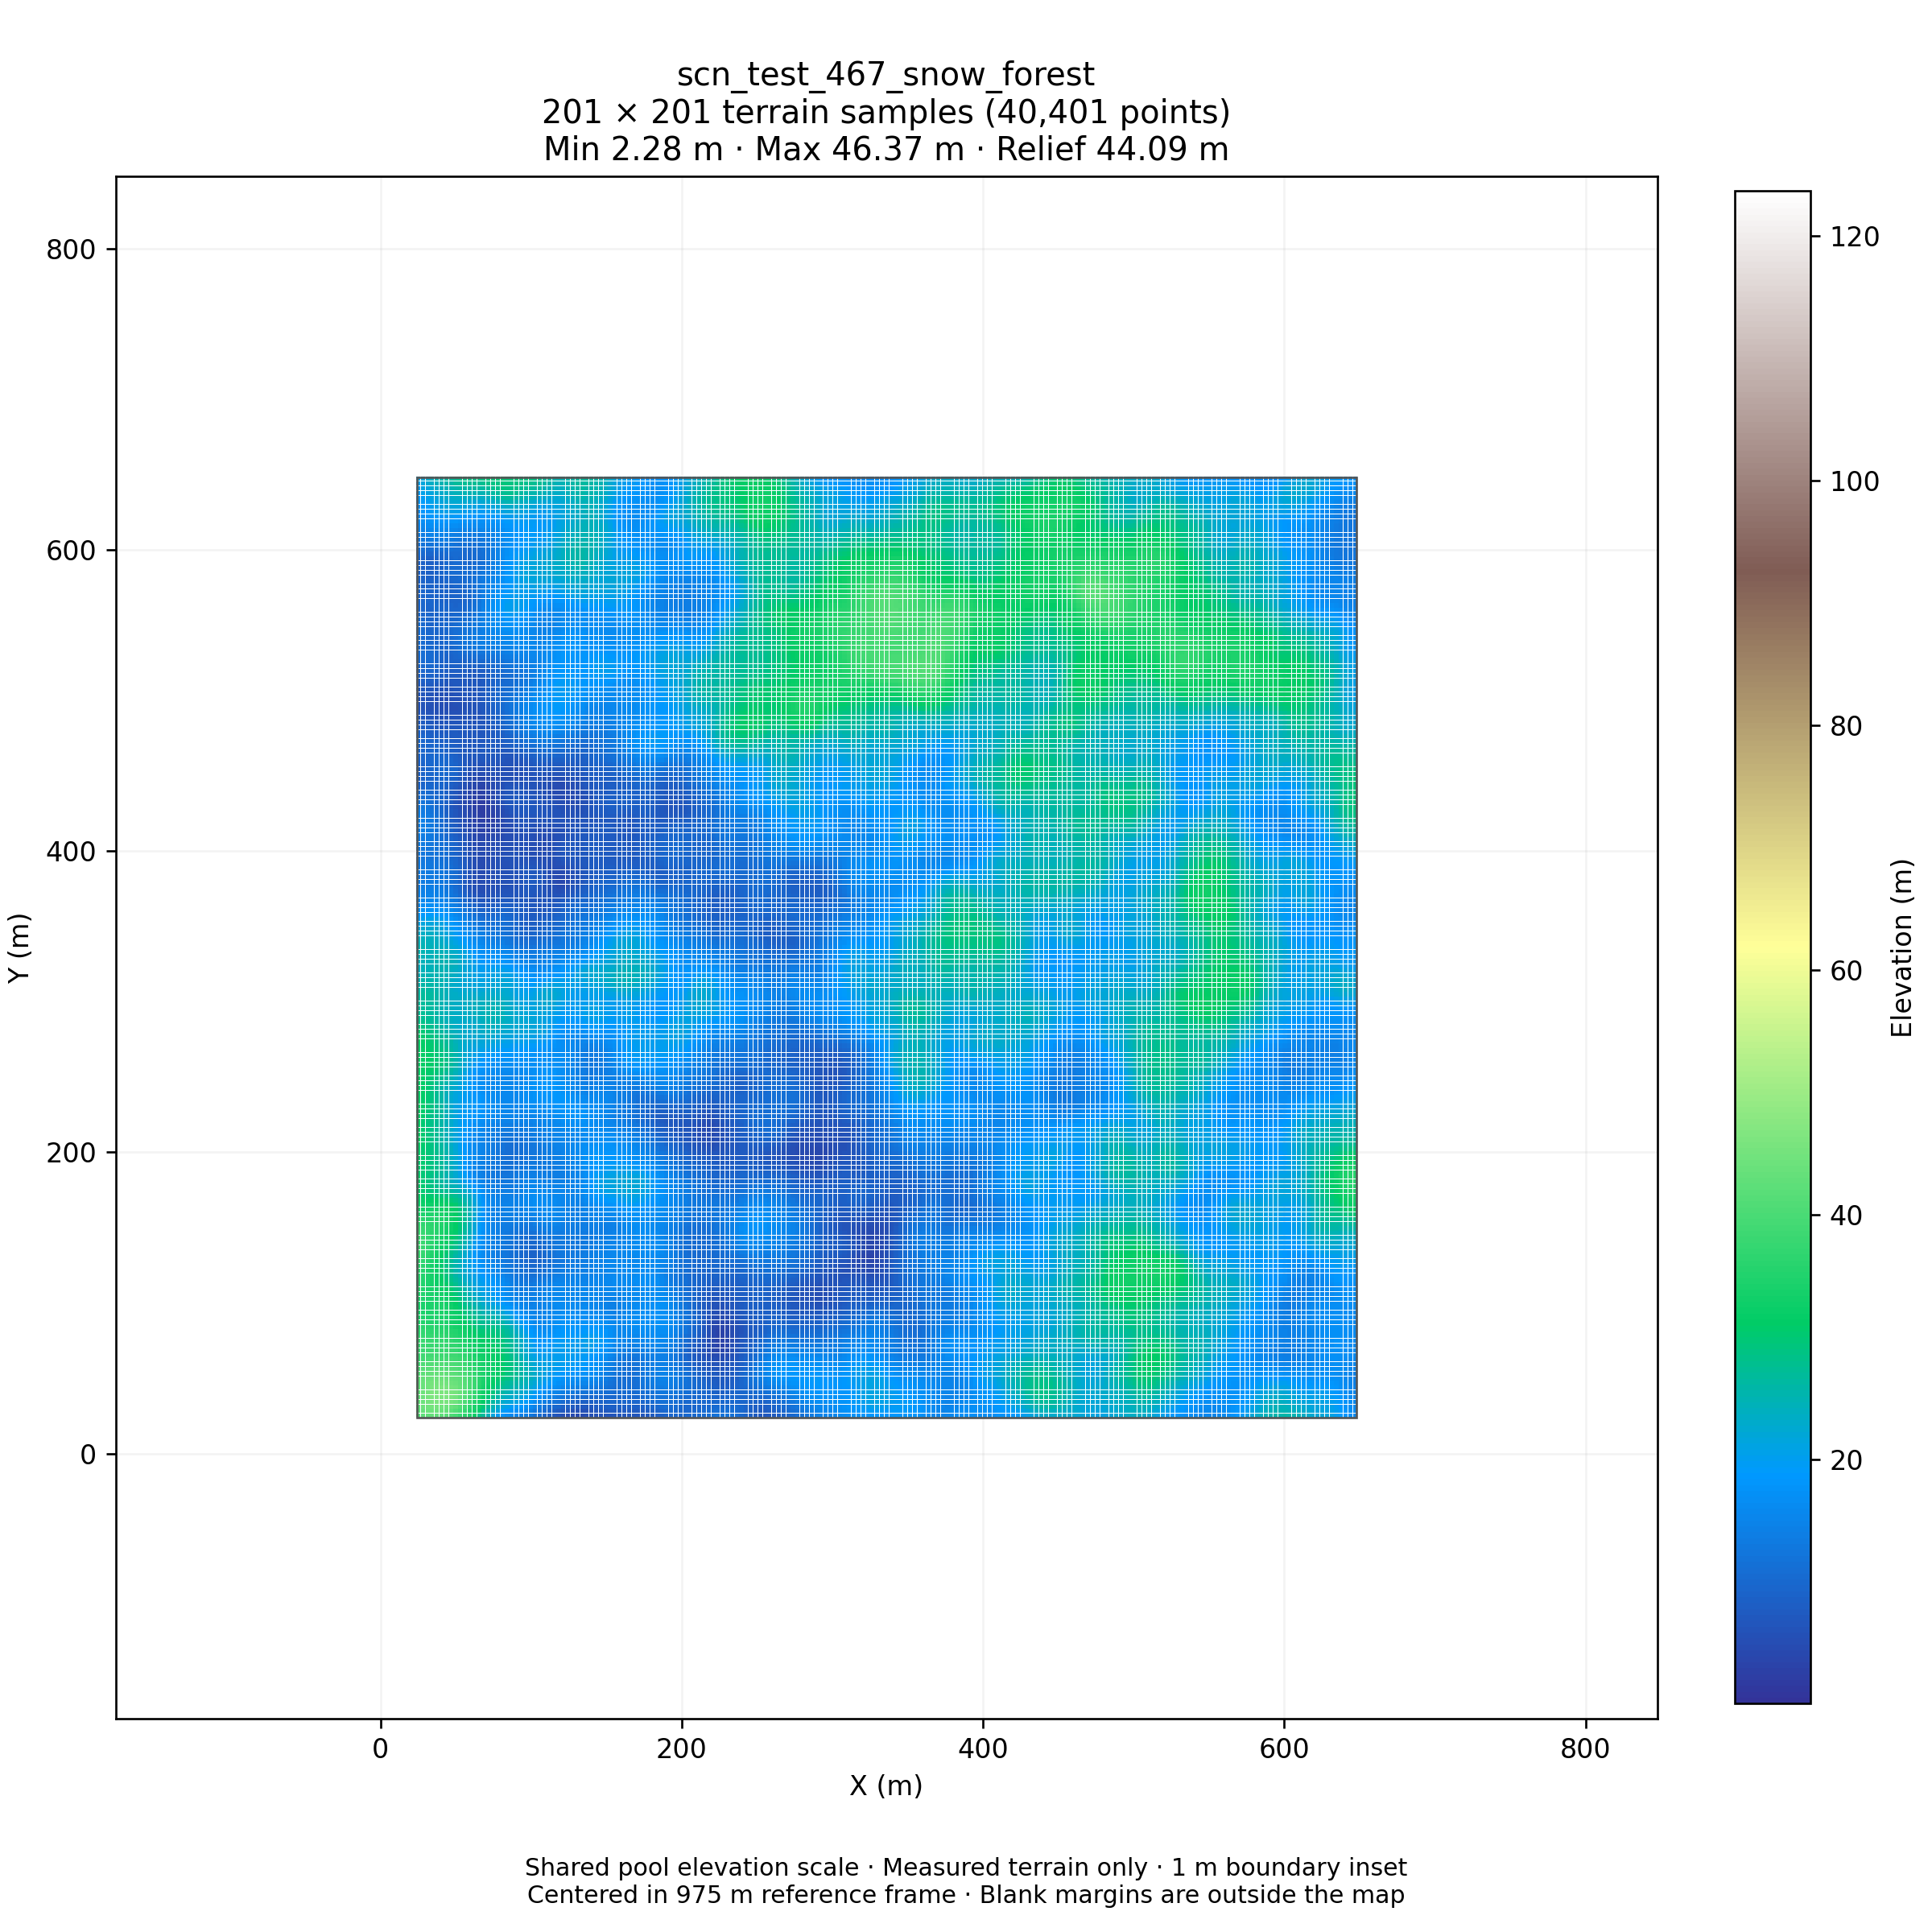 scn_test_467_snow_forest
201 × 201 terrain samples (40,401 points)
Min 2.28 m · Max 46.37 m · Relief 44.09 m
800
600
400
200
0
Y (m)
0
200
400
600
800
X (m)
120
100
80
60
40
20
Elevation (m)
Shared pool elevation scale · Measured terrain only · 1 m boundary inset
Centered in 975 m reference frame · Blank margins are outside the map